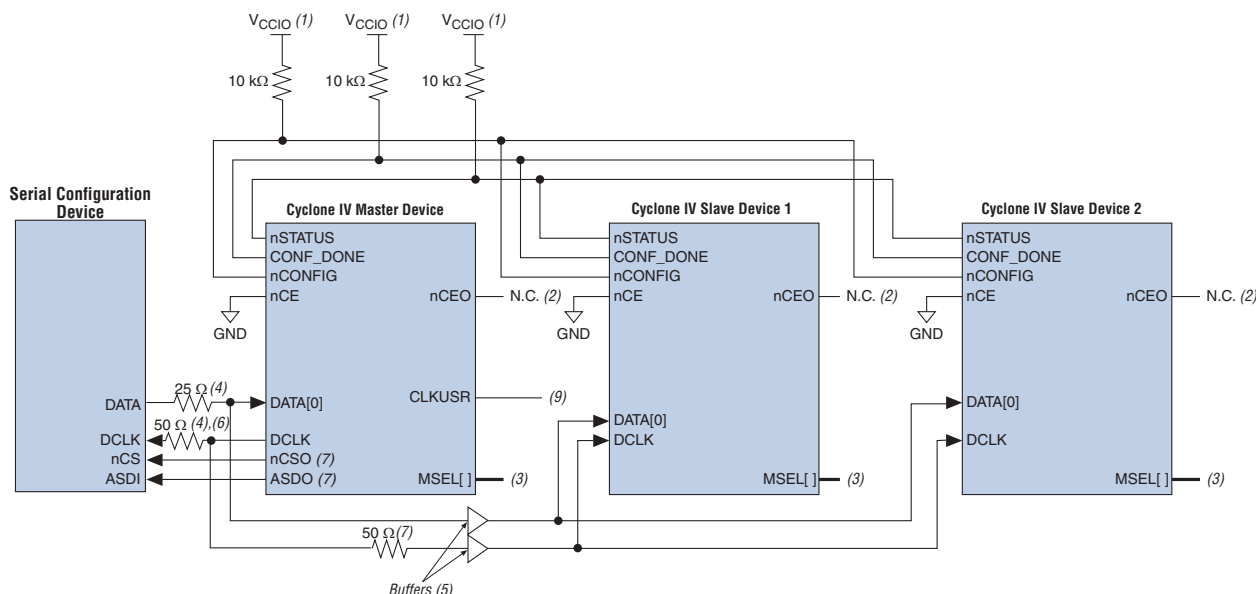 VCCIO (1) VCCIO (1) VCCIO (1)
10 kΩ 10 kΩ 10 kΩ
Serial Configuration
Device
DATA
DCLK
nCS
ASDI
25 Ω (4)
50 Ω (4),(6)
Cyclone IV Master Device
nSTATUS
CONF_DONE
nCONFIG
nCE
GND
nCEO
N.C. (2)
DATA[0]
CLKUSR
(9)
DCLK
nCSO (7)
ASDO (7)
MSEL[ ]
(3)
Cyclone IV Slave Device 1
nSTATUS
CONF_DONE
nCONFIG
nCE
GND
nCEO
N.C. (2)
DATA[0]
DCLK
MSEL[ ]
(3)
Cyclone IV Slave Device 2
nSTATUS
CONF_DONE
nCONFIG
nCE
GND
nCEO
N.C. (2)
DATA[0]
DCLK
MSEL[ ]
(3)
50 Ω (7)
Buffers (5)